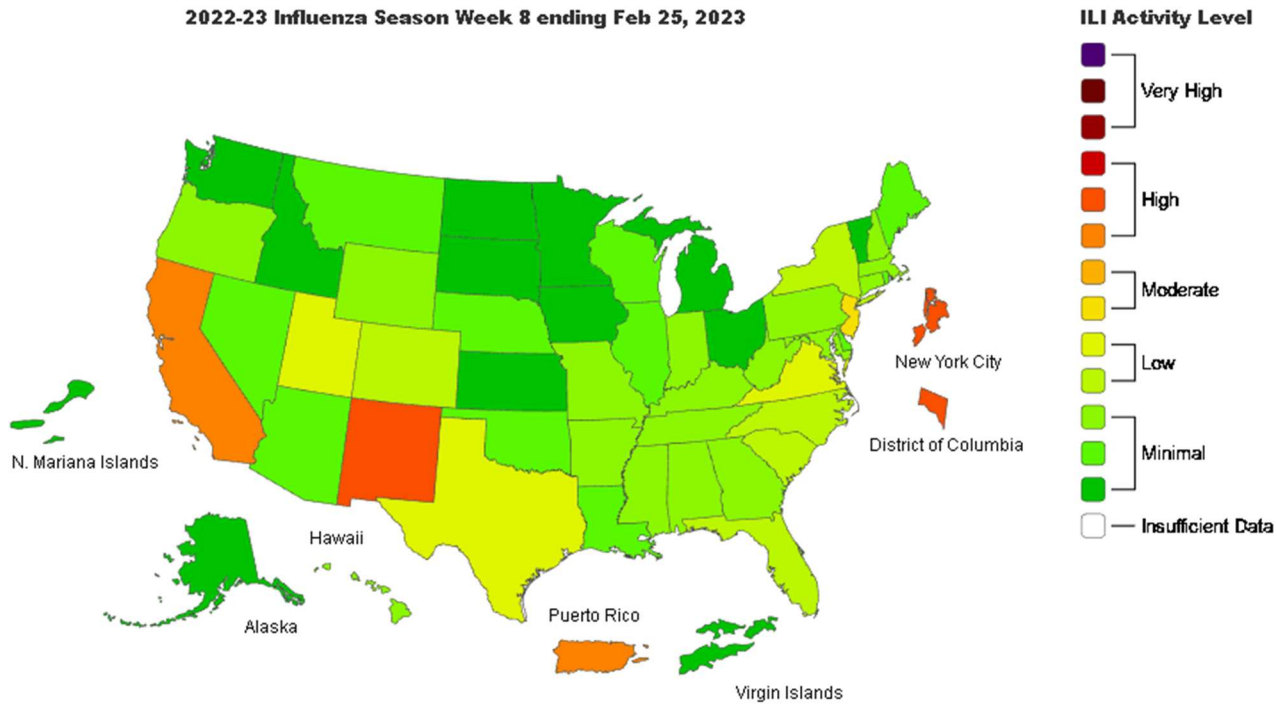 2022-23 Influenza Season Week 8 ending Feb 25, 2023
ILI Activity Level
Very High
High
Moderate
Low
Minimal
Insufficient Data
New York City
District of Columbia
N. Mariana Islands
Hawaii
Alaska
Puerto Rico
Virgin Islands